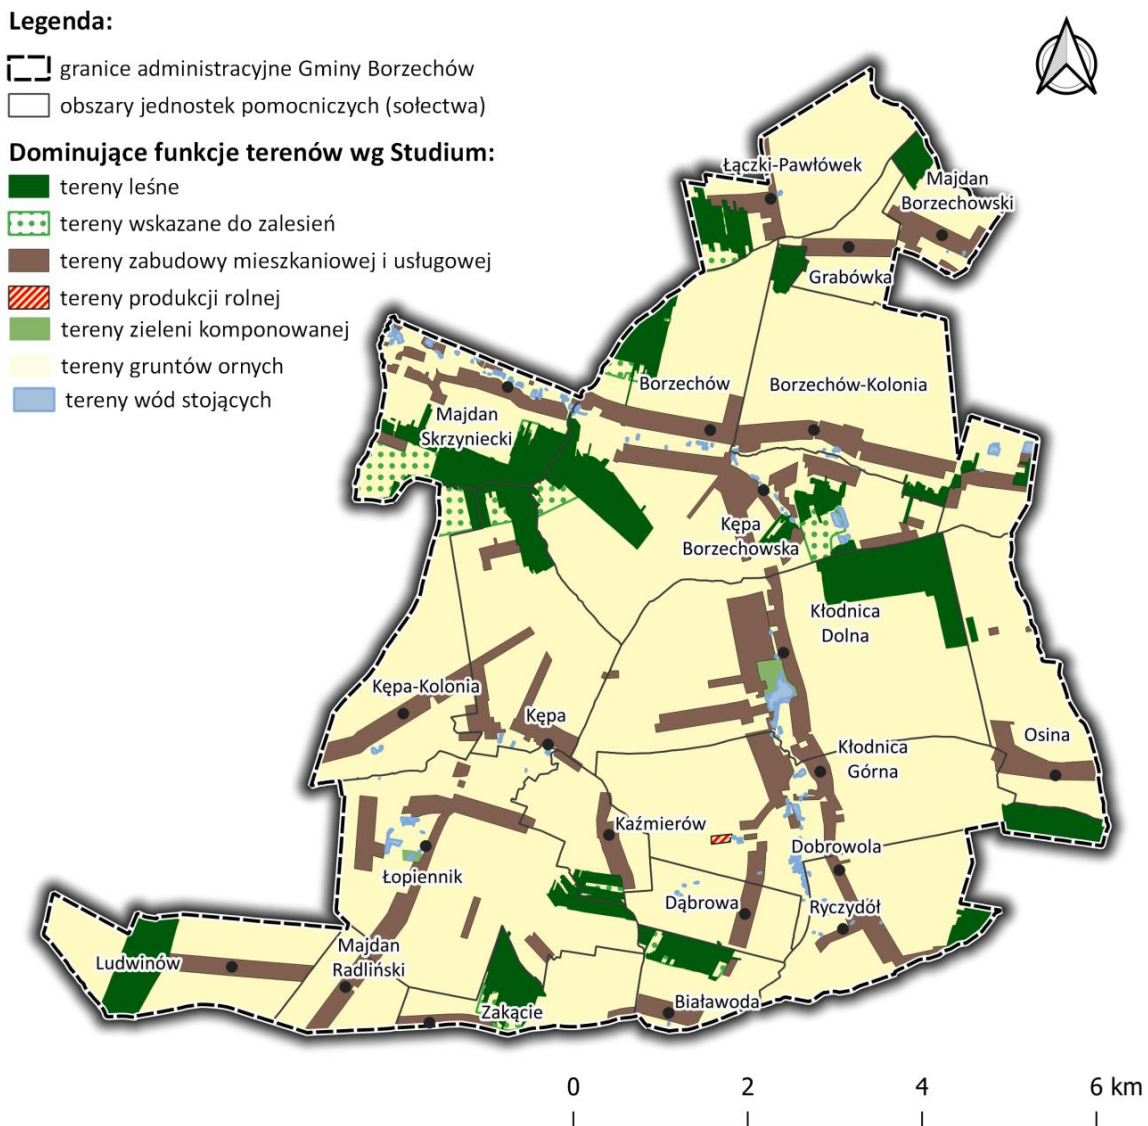 Legenda:
granice administracyjne Gminy Borzechów
obszary jednostek pomocniczych (sołectwa)
Dominujące funkcje terenów wg Studium:
tereny leśne
tereny wskazane do zalesień
tereny zabudowy mieszkaniowej i usługowej
tereny produkcji rolnej
tereny zieleni komponowanej
tereny gruntów ornych
tereny wód stojących
Łączki-Pawłówek
Majdan
Borzechowski
Grabówka
Borzechów
Borzechów-Kolonia
Majdan
Skrzyniecki
Kępa
Borzechowska
Kłodnica
Dolna
Kępa-Kolonia
Kępa
Osina
Kłodnica
Górna
Kaźmierów
Dobrowola
Łopiennik
Dąbrowa
Ryczydół
Majdan
Radliński
Ludwinów
Zakącie
Białawoda
0 2 4 6 km